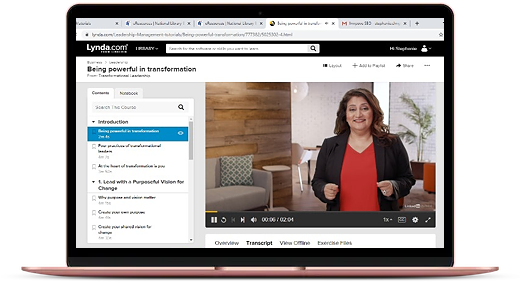 eResources | National Library
eResources | National Library
Being powerful in transform
lynda.com/Leadership-Management-tutorials/Being-powerful-transformation/
Lynda.com
FROM LINKEDIN
LIBRARY
Search for the software or skills you want to learn
Hi Stephanie
Business > Leadership
Being powerful in transformation
From: Transformational Leadership
Layout
Add to Playlist
Share
Contents
Notebook
Search This Course
Introduction
Being powerful in transformation
2m 4s
Four practices of transformational
leaders
At the heart of transformation is you
1. Lead with a Purposeful Vision for
Change
Why purpose and vision matter
Create your own purpose
Create your shared vision for
change
LinkedIn
00:06 / 02:04
1x
CC
Overview
Transcript
View Offline
Exercise Files